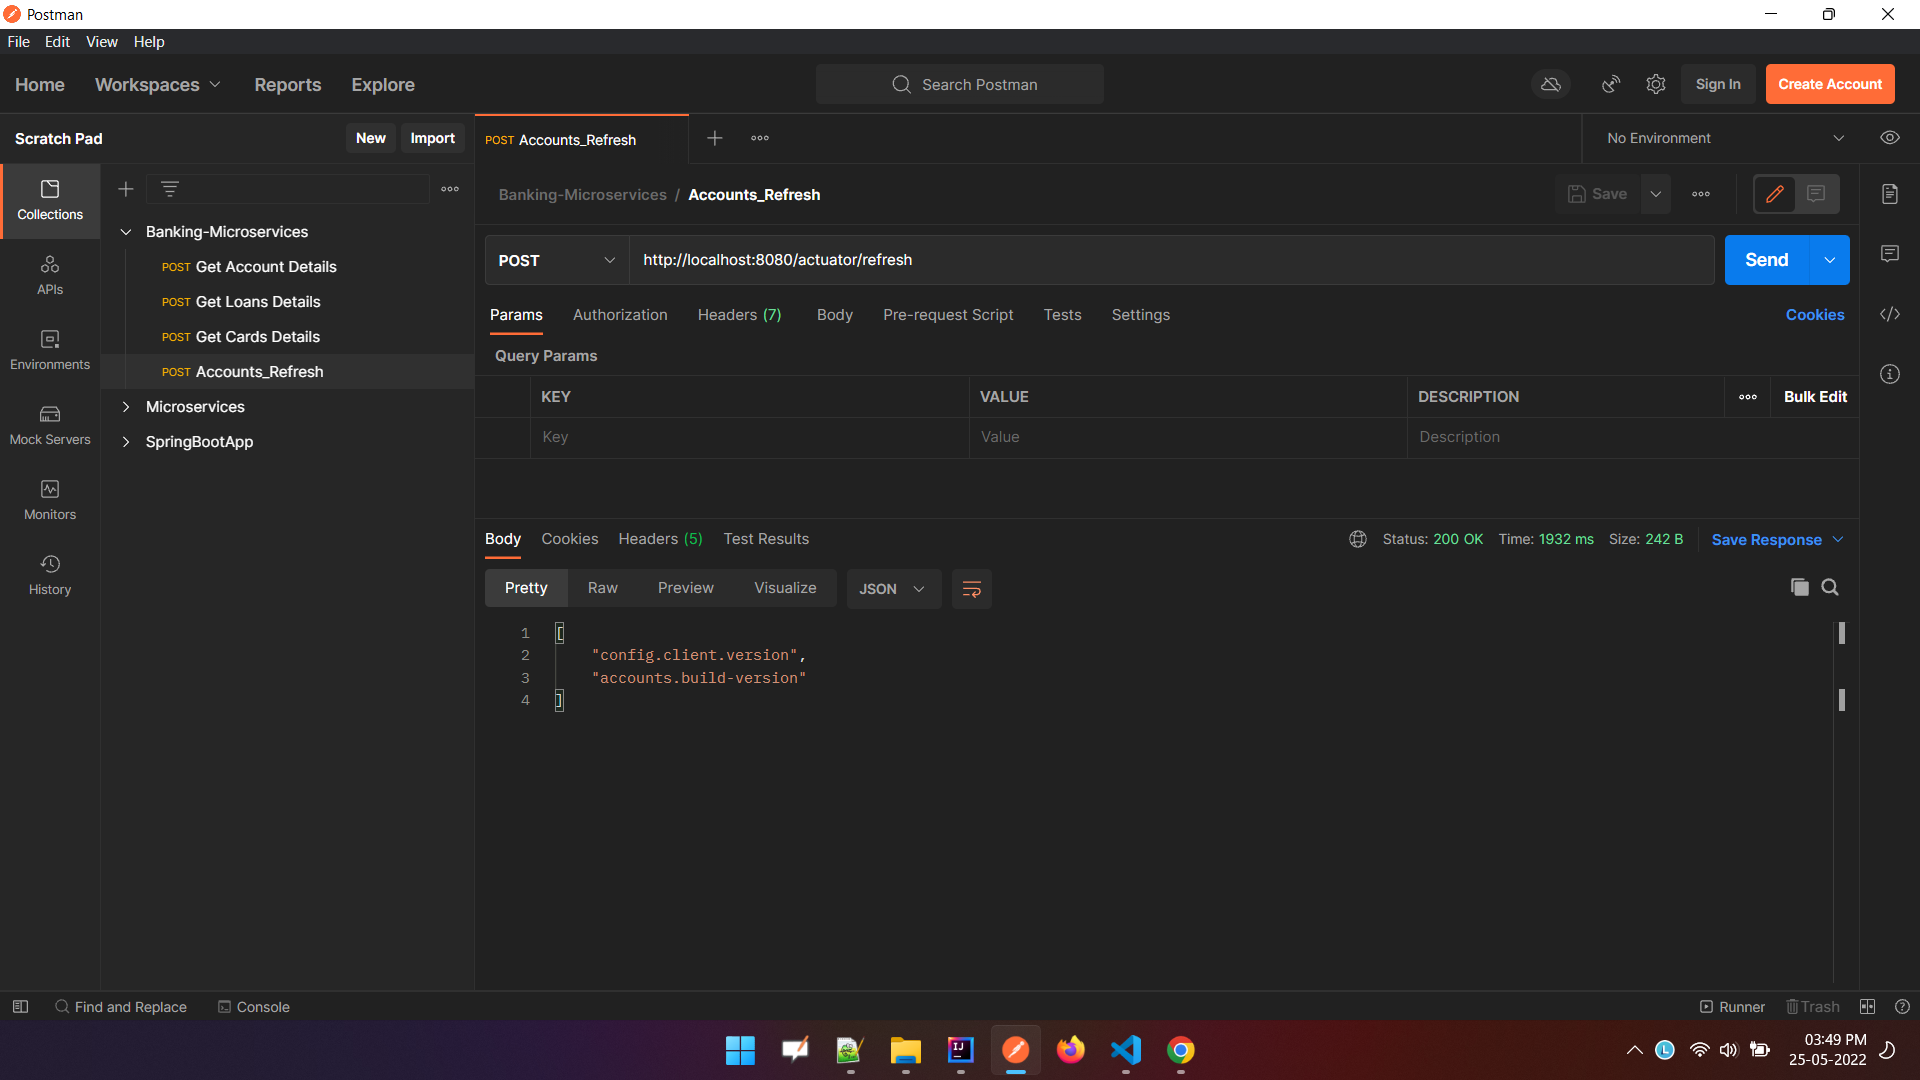 Postman
File Edit View Help
Home Workspaces Reports Explore Search Postman Sign In Create Account
Scratch Pad New Import POST Accounts_Refresh No Environment
Collections
APIs
Environments
Mock Servers
Monitors
History
Banking-Microservices
POST Get Account Details
POST Get Loans Details
POST Get Cards Details
POST Accounts_Refresh
Microservices
SpringBootApp
Banking-Microservices / Accounts_Refresh Save
POST http://localhost:8080/actuator/refresh Send
Params Authorization Headers (7) Body Pre-request Script Tests Settings Cookies
Query Params
KEY VALUE DESCRIPTION Bulk Edit
Key Value Description
Body Cookies Headers (5) Test Results Status: 200 OK Time: 1932 ms Size: 242 B Save Response
Pretty Raw Preview Visualize JSON
1 [
2 "config.client.version",
3 "accounts.build-version"
4 ]
Find and Replace Console Runner Trash
IJ L 03:49 PM
25-05-2022